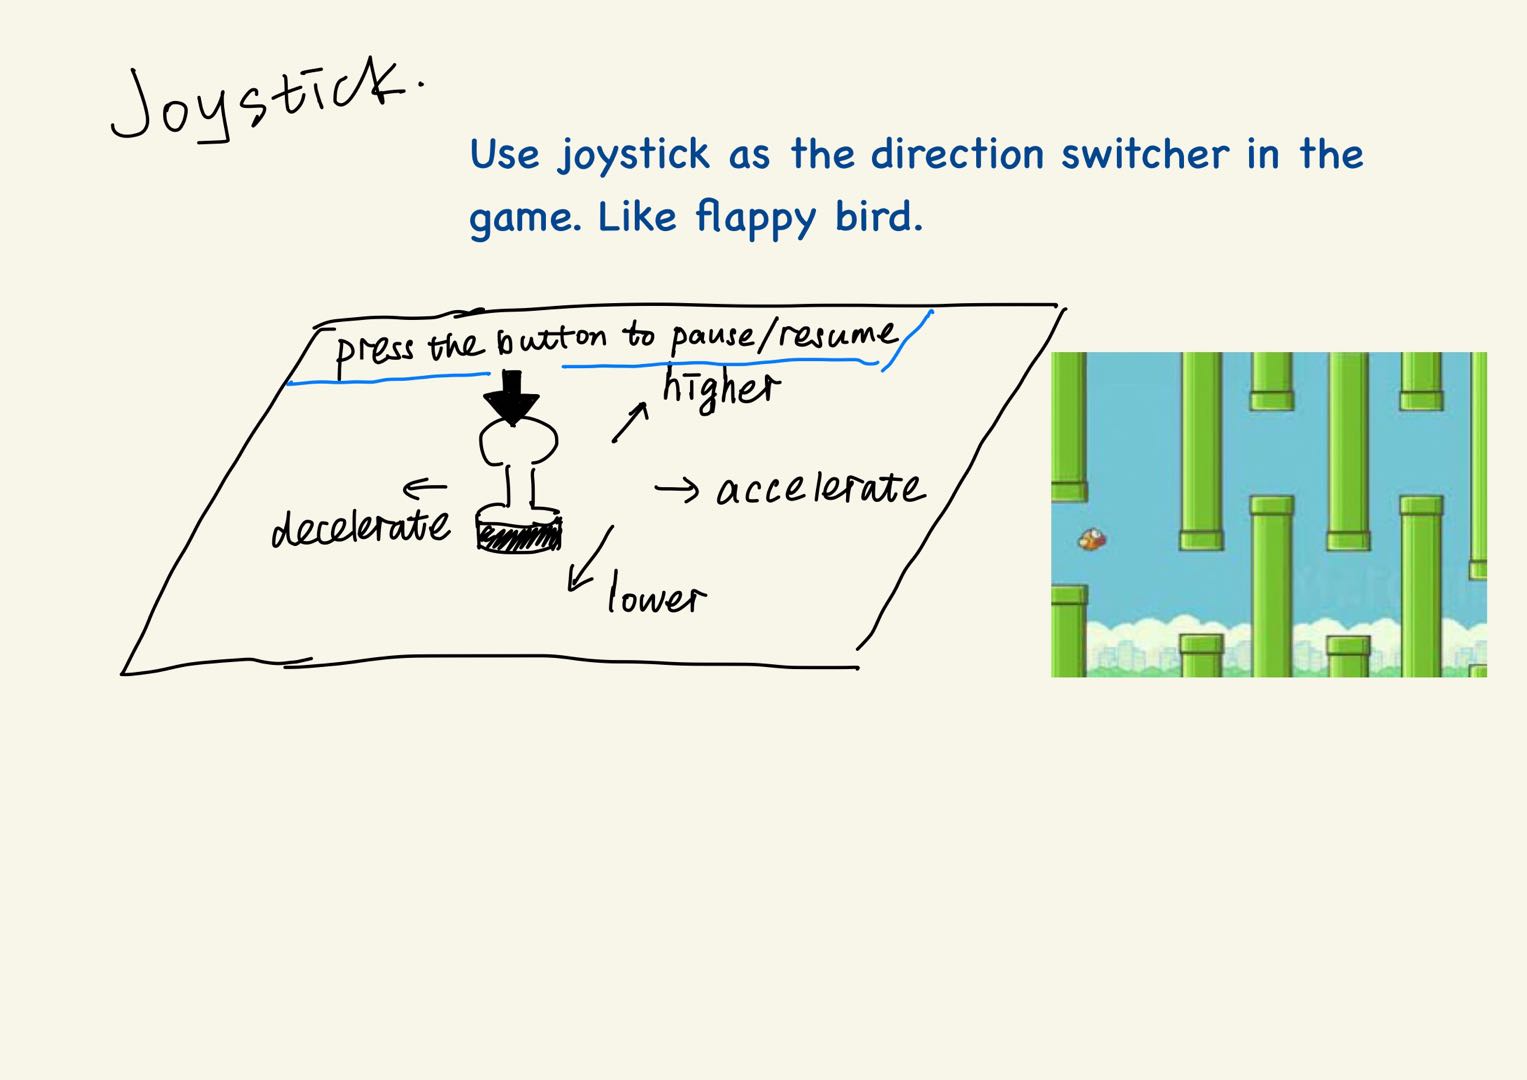 Joystick.
Use joystick as the direction switcher in the
game. Like flappy bird.
press the button to pause/resume
higher
accelerate
decelerate
lower